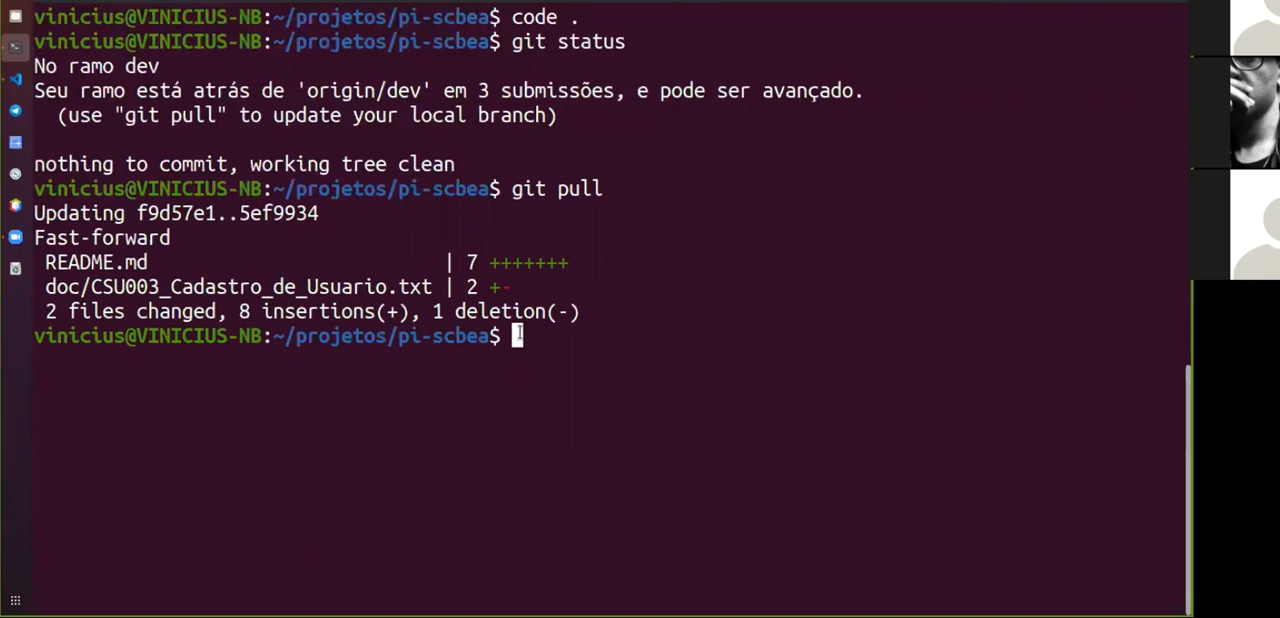 vinicius@VINICIUS-NB:~/projetos/pi-scbea$ code .
vinicius@VINICIUS-NB:~/projetos/pi-scbea$ git status
No ramo dev
Seu ramo está atrás de 'origin/dev' em 3 submissões, e pode ser avançado.
  (use "git pull" to update your local branch)
nothing to commit, working tree clean
vinicius@VINICIUS-NB:~/projetos/pi-scbea$ git pull
Updating f9d57e1..5ef9934
Fast-forward
 README.md                          | 7 +++++++
 doc/CSU003_Cadastro_de_Usuario.txt | 2 +-
 2 files changed, 8 insertions(+), 1 deletion(-)
vinicius@VINICIUS-NB:~/projetos/pi-scbea$